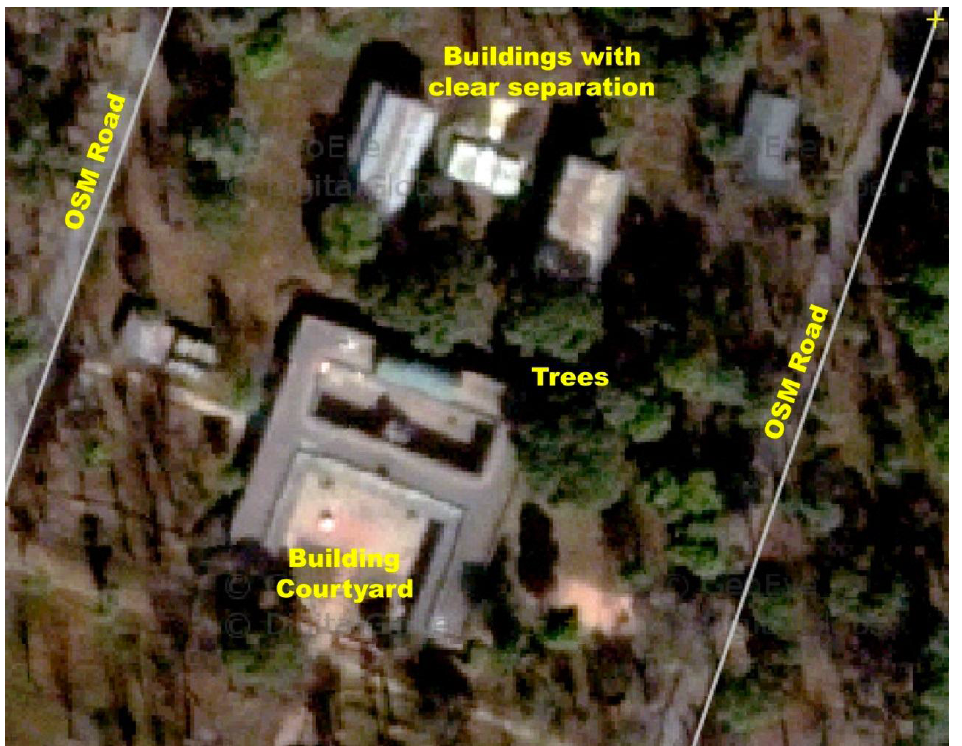 Buildings with
clear separation
OSM Road
OSM Road
Trees
Building
Courtyard